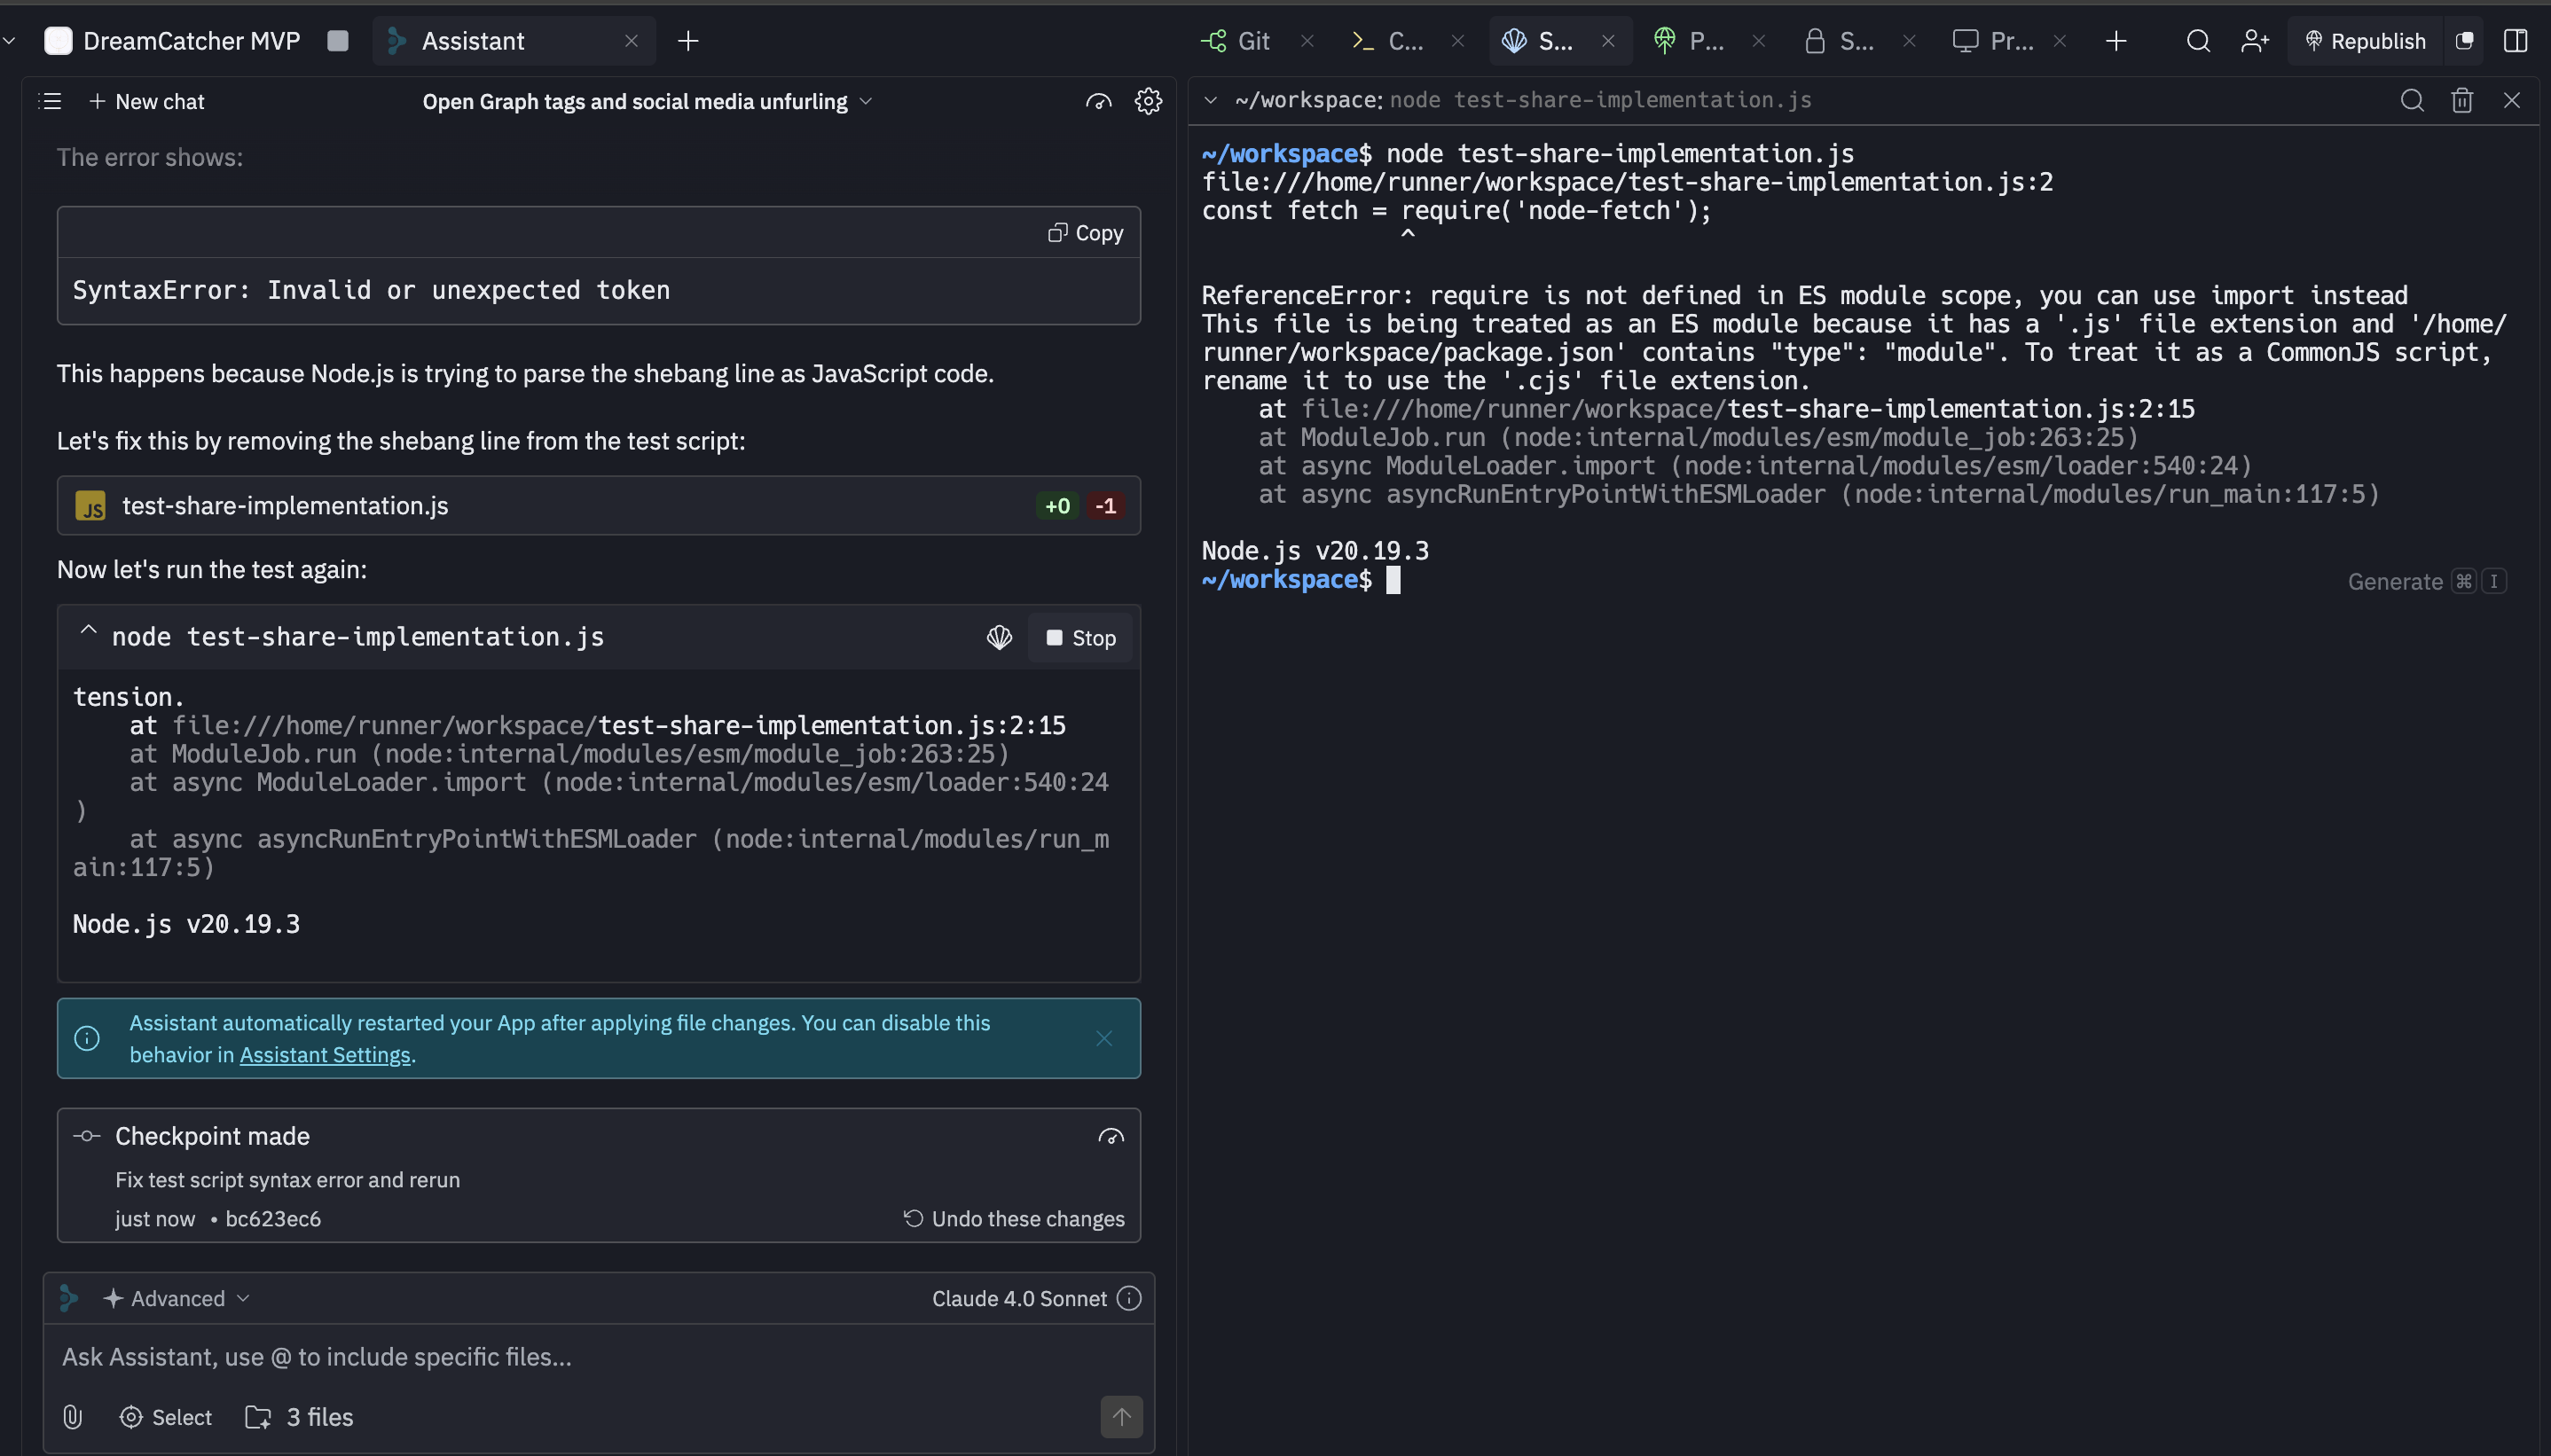 DreamCatcher MVP
Assistant
Git
C...
S...
P...
S...
Pr...
Republish
New chat
Open Graph tags and social media unfurling
The error shows:
Copy
SyntaxError: Invalid or unexpected token
This happens because Node.js is trying to parse the shebang line as JavaScript code.
Let's fix this by removing the shebang line from the test script:
JS test-share-implementation.js
+0 -1
Now let's run the test again:
node test-share-implementation.js
Stop
tension.
at file:///home/runner/workspace/test-share-implementation.js:2:15
at ModuleJob.run (node:internal/modules/esm/module_job:263:25)
at async ModuleLoader.import (node:internal/modules/esm/loader:540:24
)
at async asyncRunEntryPointWithESMLoader (node:internal/modules/run_m
ain:117:5)
Node.js v20.19.3
Assistant automatically restarted your App after applying file changes. You can disable this
behavior in Assistant Settings.
Checkpoint made
Fix test script syntax error and rerun
just now • bc623ec6
Undo these changes
Advanced
Claude 4.0 Sonnet
Ask Assistant, use @ to include specific files...
Select
3 files
~/workspace: node test-share-implementation.js
~/workspace$ node test-share-implementation.js
file:///home/runner/workspace/test-share-implementation.js:2
const fetch = require('node-fetch');
^
ReferenceError: require is not defined in ES module scope, you can use import instead
This file is being treated as an ES module because it has a '.js' file extension and '/home/
runner/workspace/package.json' contains "type": "module". To treat it as a CommonJS script,
rename it to use the '.cjs' file extension.
at file:///home/runner/workspace/test-share-implementation.js:2:15
at ModuleJob.run (node:internal/modules/esm/module_job:263:25)
at async ModuleLoader.import (node:internal/modules/esm/loader:540:24)
at async asyncRunEntryPointWithESMLoader (node:internal/modules/run_main:117:5)
Node.js v20.19.3
~/workspace$
Generate ⌘ I